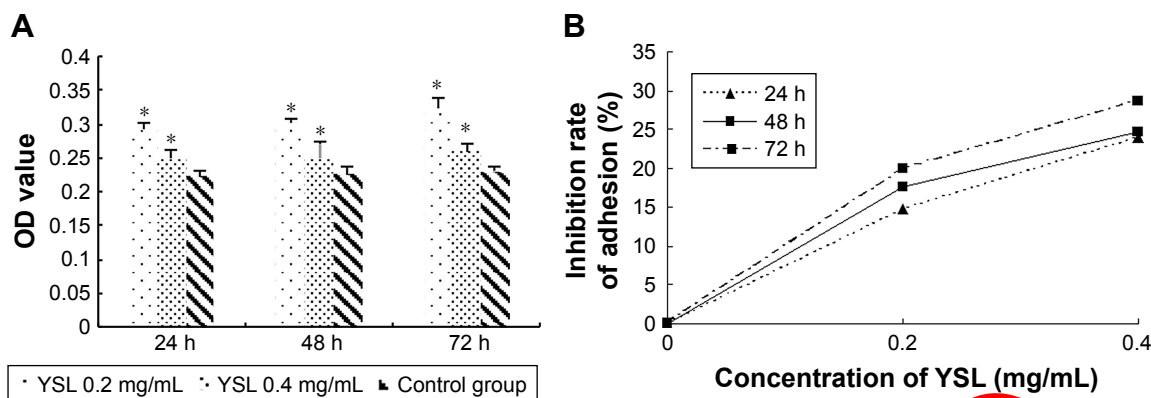 A
0.4
0.35
0.3
0.25
0.2
0.15
0.1
0.05
0
OD value
* * * * * *
24 h 48 h 72 h
YSL 0.2 mg/mL YSL 0.4 mg/mL Control group
B
35
30
25
20
15
10
5
0
Inhibition rate
of adhesion (%)
24 h
48 h
72 h
0 0.2 0.4
Concentration of YSL (mg/mL)